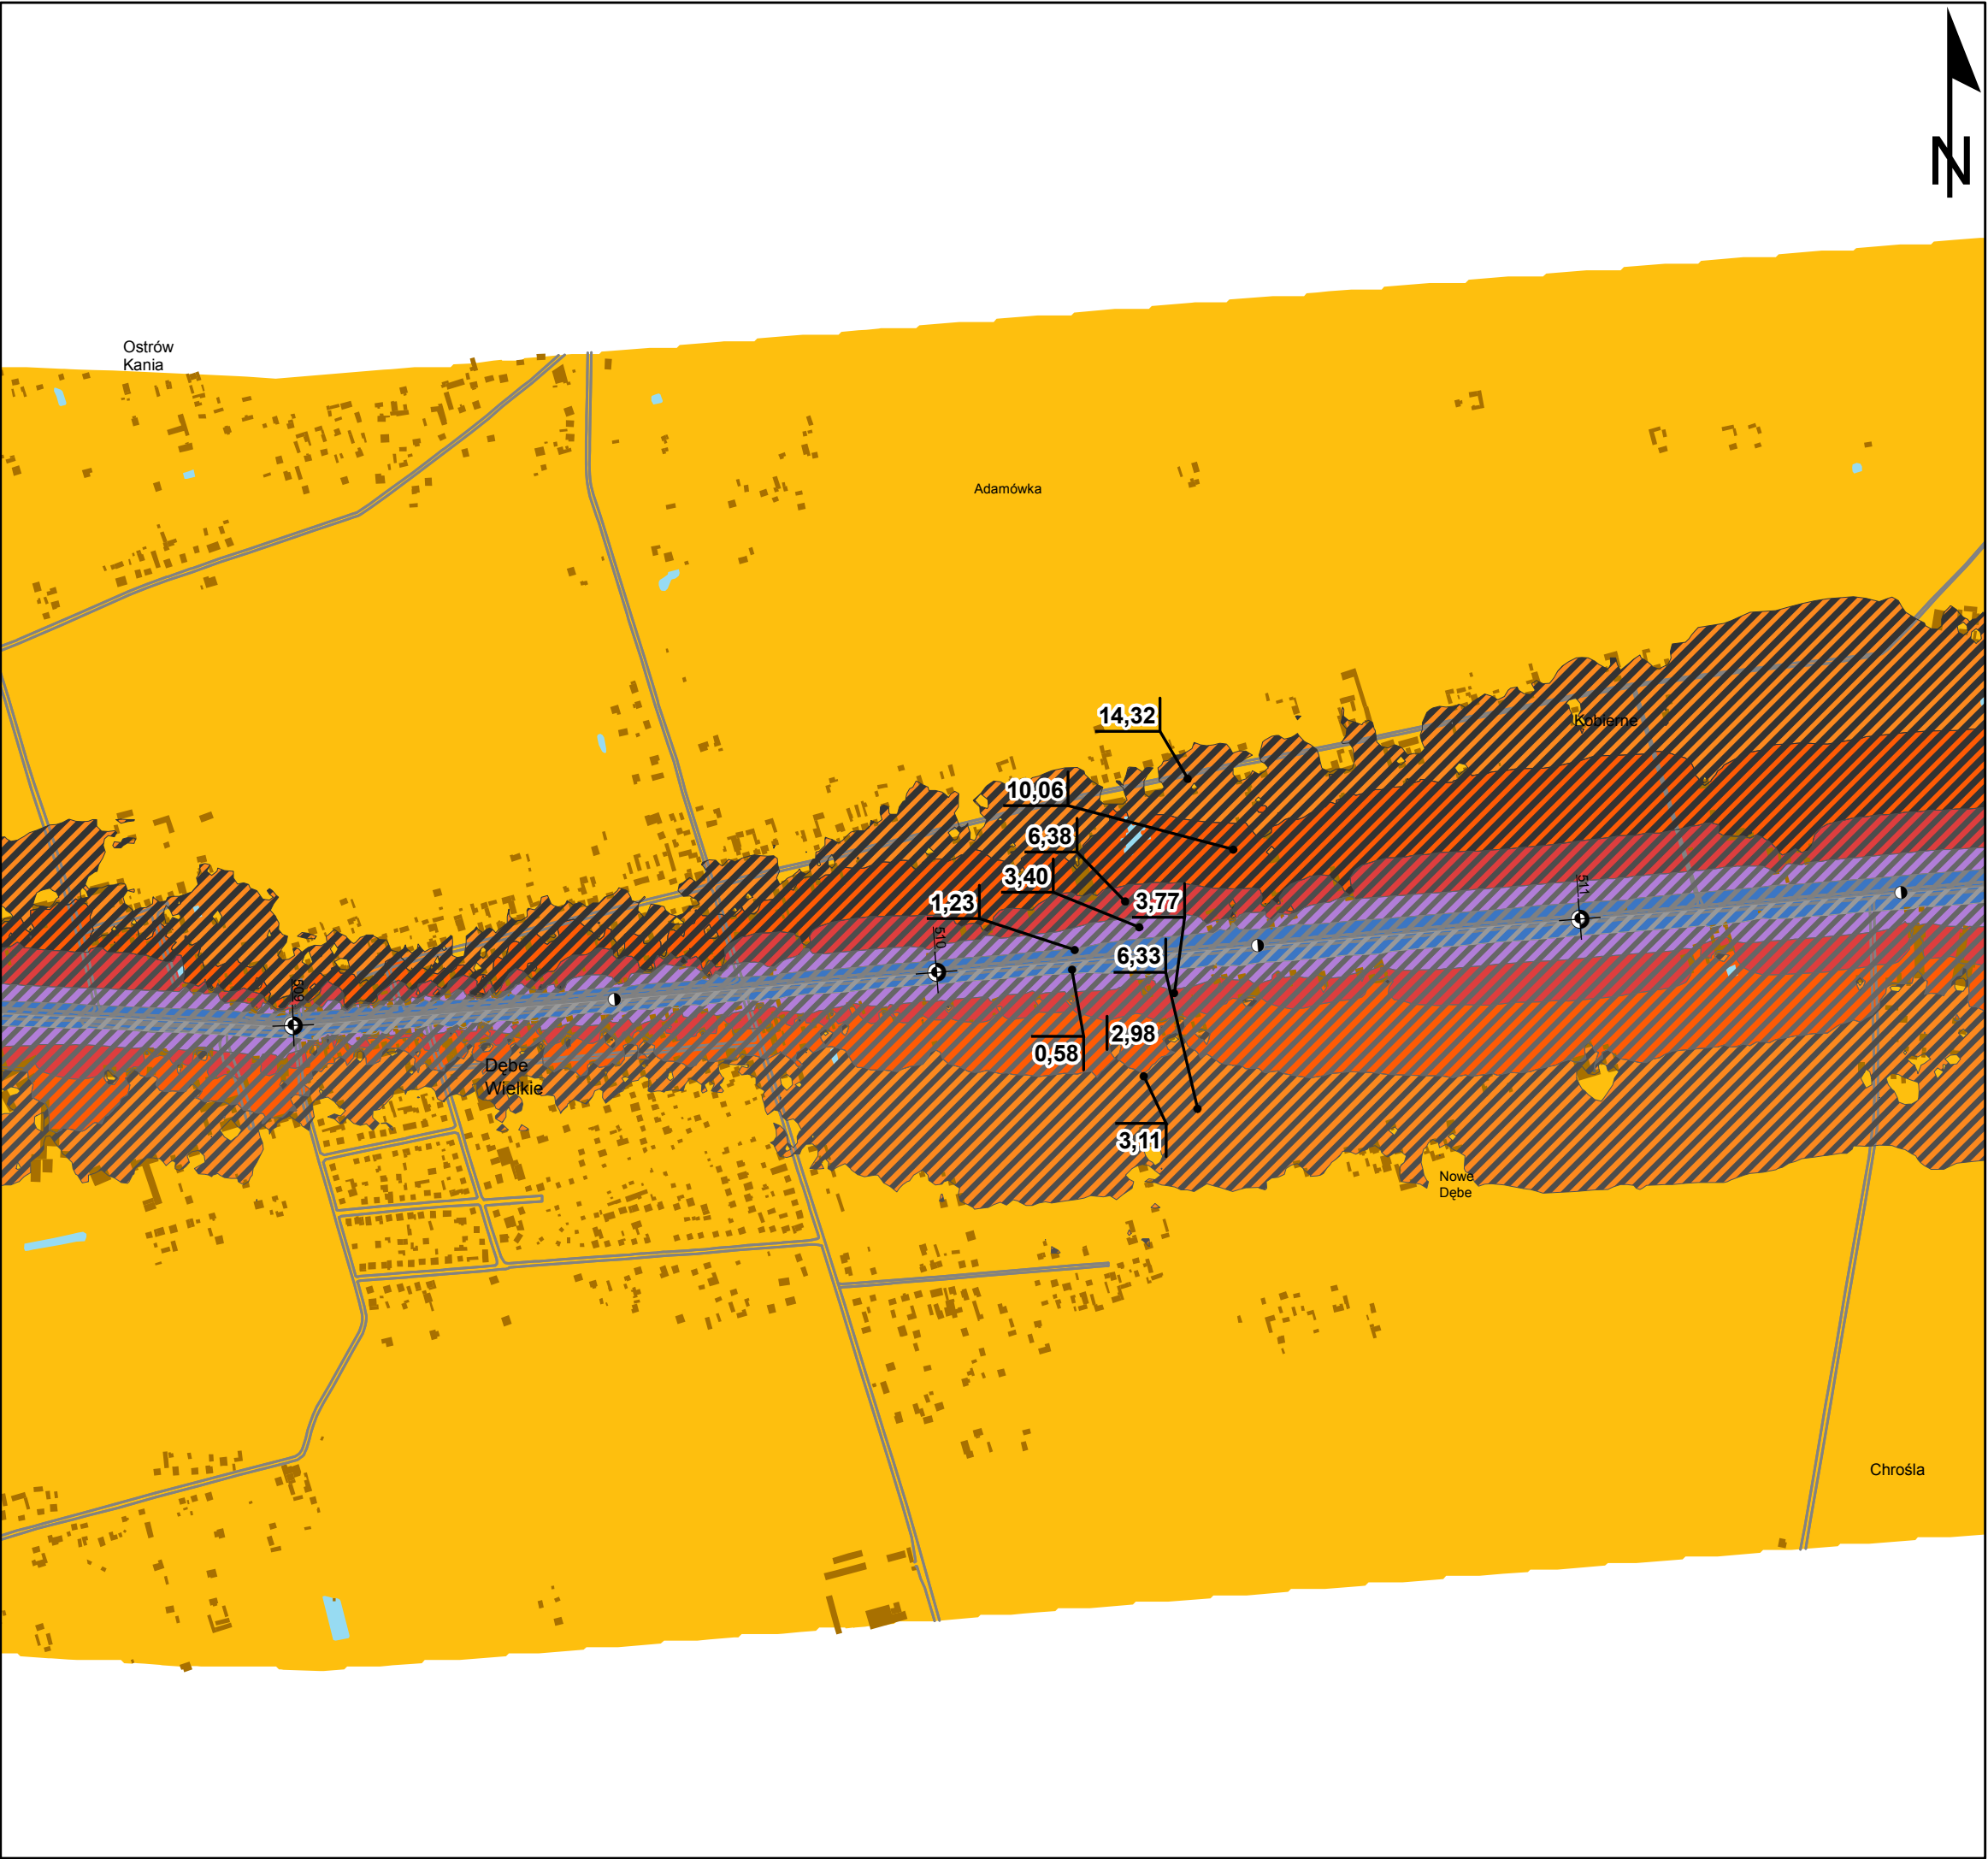 N
Ostrów
Kania
Adamówka
14,32
Kobierne
10,06
6,38
3,40
3,77
1,23
511
510
6,33
509
2,98
0,58
Dębe
Wielkie
3,11
Nowe
Dębe
Chrośla